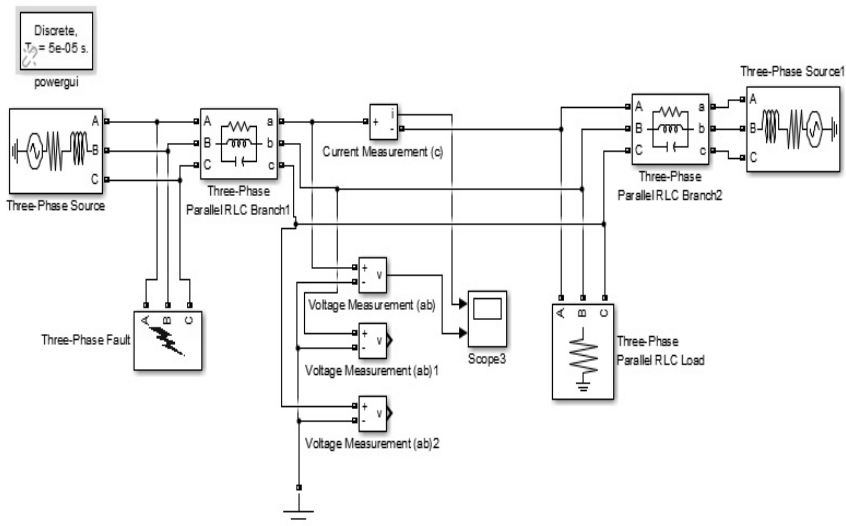 Discrete,
Ts = 5e-05 s.
powergui
Three-Phase Source1
A
B
C
A
B
C
a
b
c
i
+
-
A
B
C
a
b
c
A
B
C
Current Measurement (c)
Three-Phase Source
Three-Phase
Parallel RLC Branch1
Three-Phase
Parallel RLC Branch2
+
-
v
Voltage Measurement (ab)
A
B
C
Three-Phase Fault
+
-
v
Voltage Measurement (ab)1
Scope3
A
B
C
Three-Phase
Parallel RLC Load
+
-
v
Voltage Measurement (ab)2